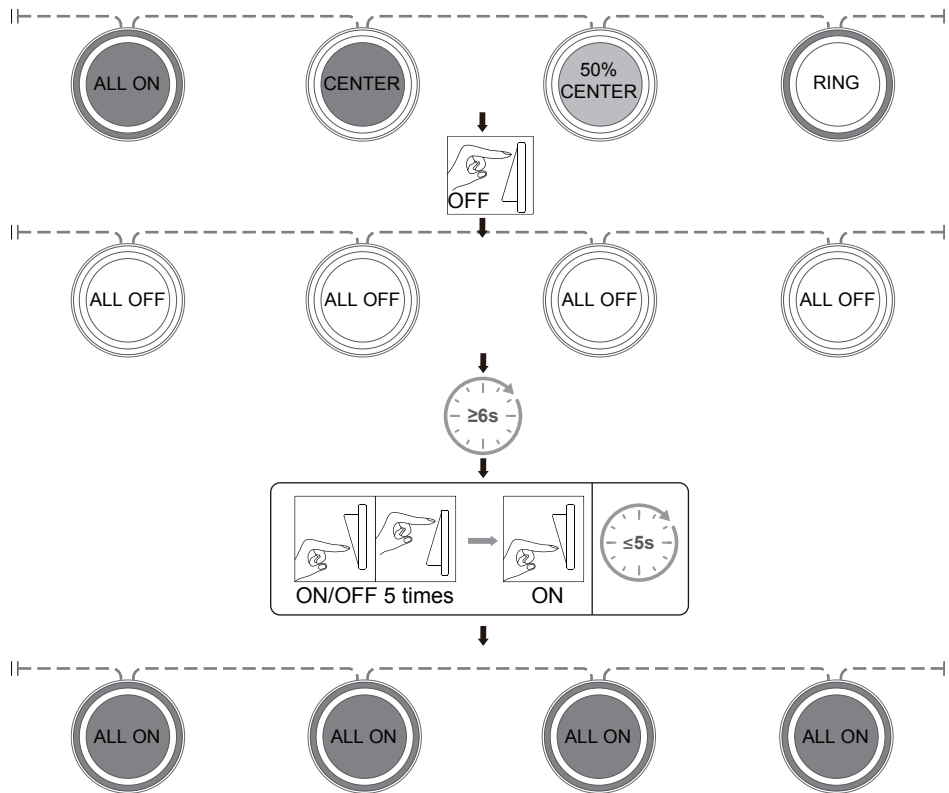 ALL ON
CENTER
50%
CENTER
RING
OFF
ALL OFF
ALL OFF
ALL OFF
ALL OFF
≥6s
≤5s
ON/OFF 5 times
ON
ALL ON
ALL ON
ALL ON
ALL ON